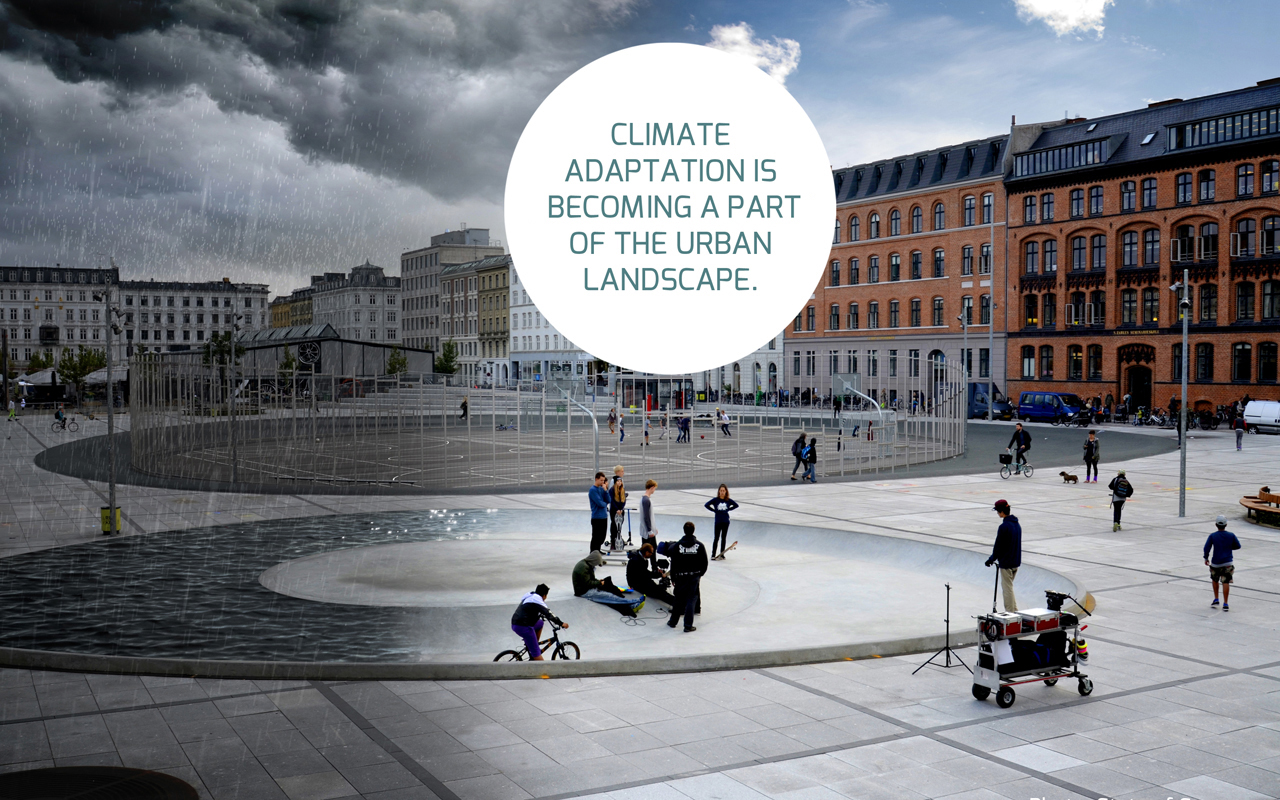 CLIMATE
ADAPTATION IS
BECOMING A PART
OF THE URBAN
LANDSCAPE.